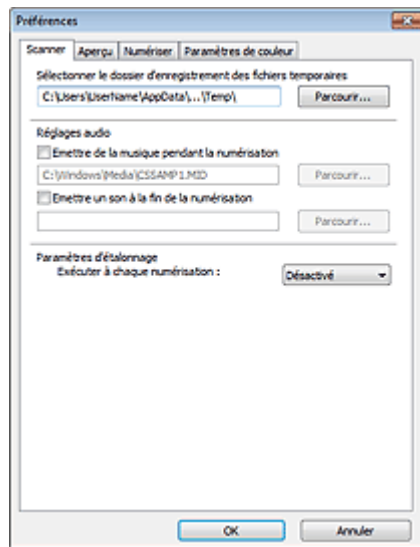 Préférences
Scanner Aperçu Numériser Paramètres de couleur
Sélectionner le dossier d'enregistrement des fichiers temporaires
C:\Users\UserName\AppData\...\Temp\ Parcourir...
Réglages audio
Emettre de la musique pendant la numérisation
C:\Windows\Media\CSSAMP1.MID Parcourir...
Emettre un son à la fin de la numérisation
Parcourir...
Paramètres d'étalonnage
Exécuter à chaque numérisation : Désactivé
OK Annuler